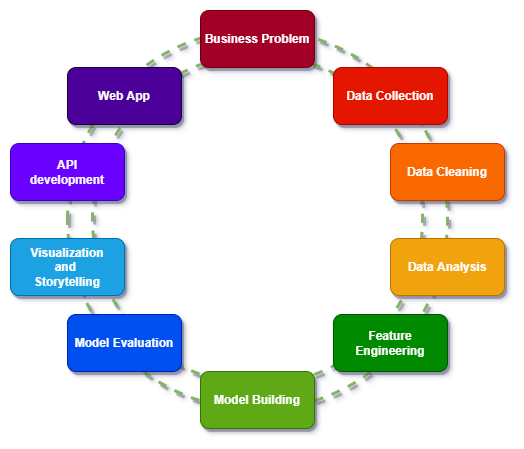 Business Problem
Data Collection
Data Cleaning
Data Analysis
Feature
Engineering
Model Building
Model Evaluation
Visualization
and
Storytelling
API
development
Web App